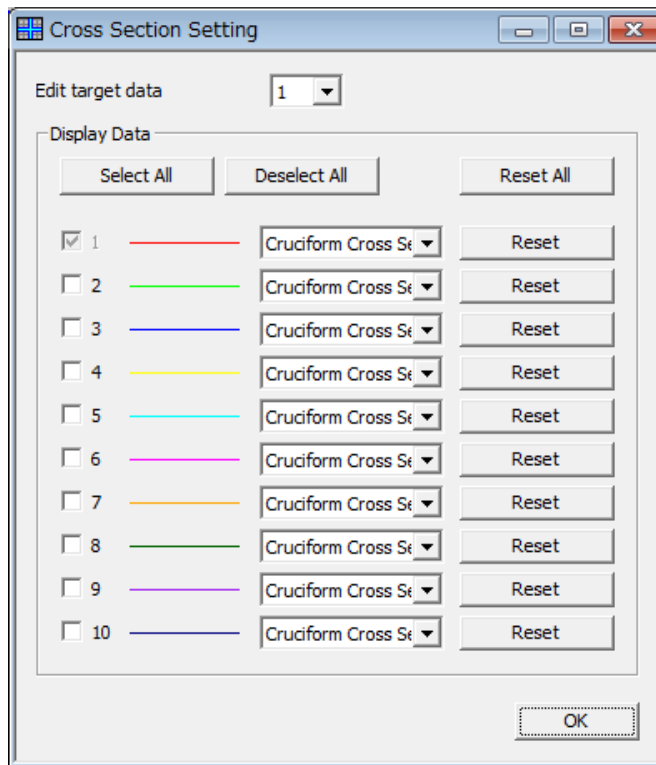 Cross Section Setting
Edit target data 1
Display Data
Select All Deselect All Reset All
1 Cruciform Cross Se Reset
2 Cruciform Cross Se Reset
3 Cruciform Cross Se Reset
4 Cruciform Cross Se Reset
5 Cruciform Cross Se Reset
6 Cruciform Cross Se Reset
7 Cruciform Cross Se Reset
8 Cruciform Cross Se Reset
9 Cruciform Cross Se Reset
10 Cruciform Cross Se Reset
OK